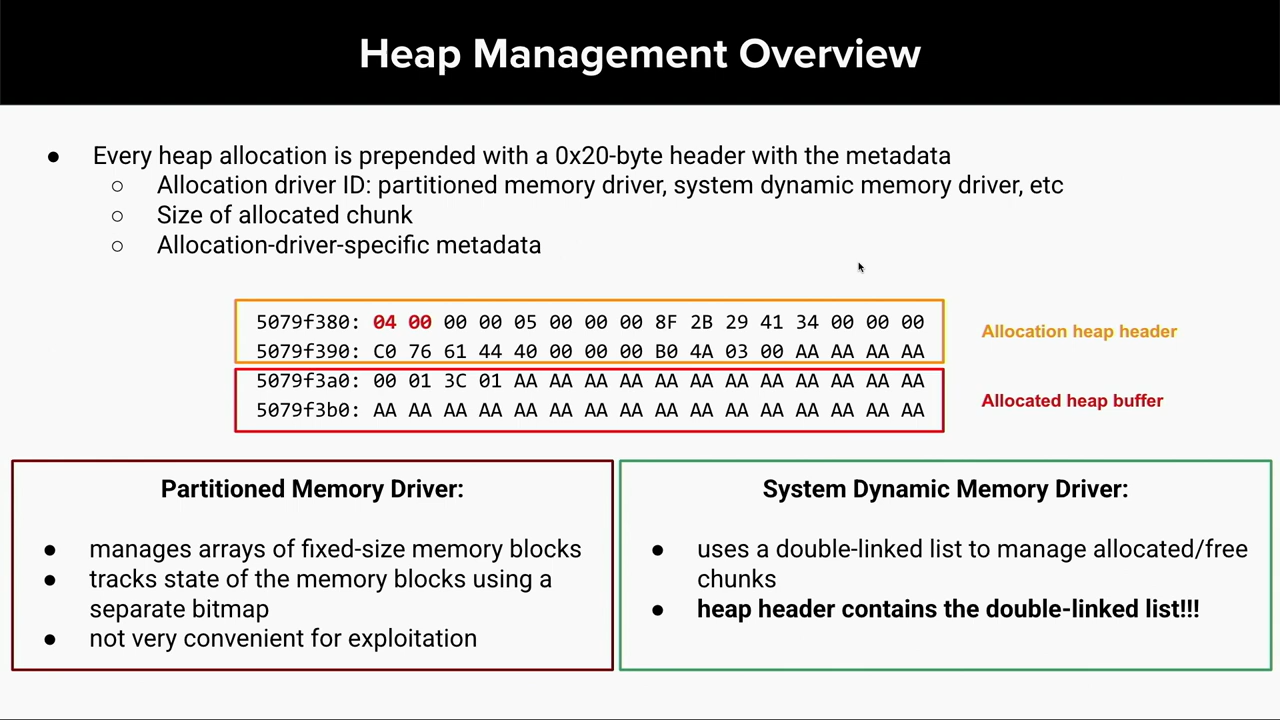 Heap Management Overview
● Every heap allocation is prepended with a 0x20-byte header with the metadata
○ Allocation driver ID: partitioned memory driver, system dynamic memory driver, etc
○ Size of allocated chunk
○ Allocation-driver-specific metadata
5079f380: 04 00 00 00 05 00 00 00 8F 2B 29 41 34 00 00 00
5079f390: C0 76 61 44 40 00 00 00 B0 4A 03 00 AA AA AA AA
Allocation heap header
5079f3a0: 00 01 3C 01 AA AA AA AA AA AA AA AA AA AA AA AA
5079f3b0: AA AA AA AA AA AA AA AA AA AA AA AA AA AA AA AA
Allocated heap buffer
Partitioned Memory Driver:
● manages arrays of fixed-size memory blocks
● tracks state of the memory blocks using a
separate bitmap
● not very convenient for exploitation
System Dynamic Memory Driver:
● uses a double-linked list to manage allocated/free
chunks
● heap header contains the double-linked list!!!